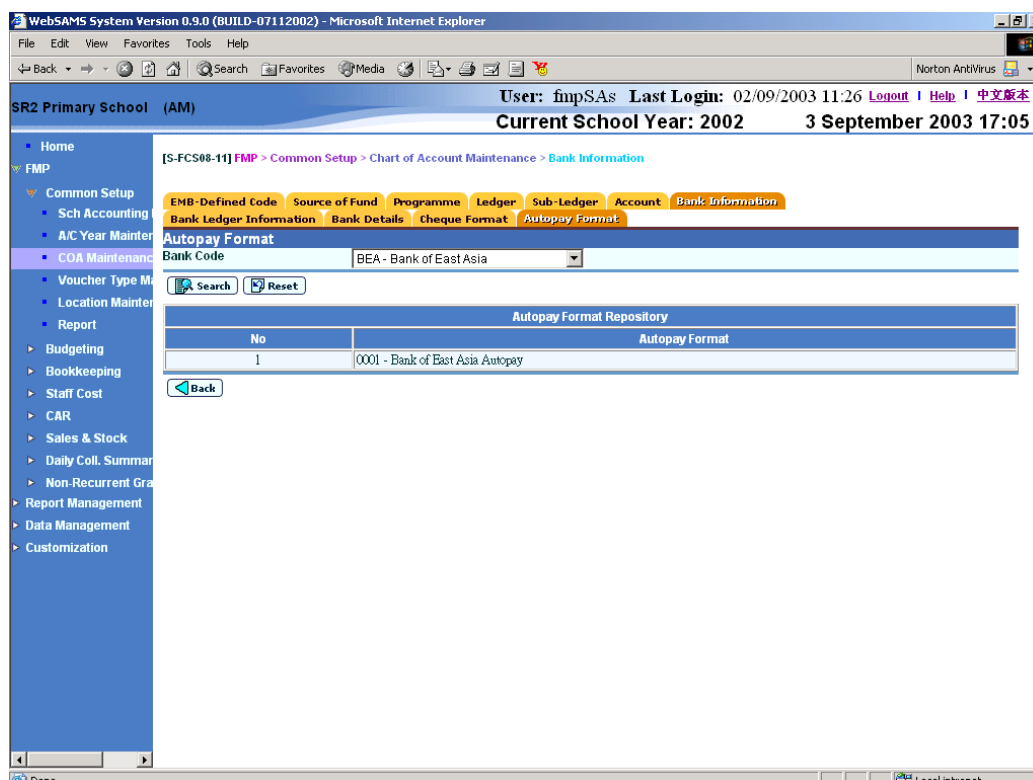 WebSAMS System Version 0.9.0 (BUILD-07112002) - Microsoft Internet Explorer
File Edit View Favorites Tools Help
Back Search Favorites Media Norton AntiVirus
SR2 Primary School (AM)
User: fmpSAs Last Login: 02/09/2003 11:26 Logout | Help | 中文版本
Current School Year: 2002 3 September 2003 17:05
Home
FMP
Common Setup
Sch Accounting
A/C Year Mainter
COA Maintenanc
Voucher Type Ma
Location Mainter
Report
Budgeting
Bookkeeping
Staff Cost
CAR
Sales & Stock
Daily Coll. Summar
Non-Recurrent Gra
Report Management
Data Management
Customization
[S-FCS08-11] FMP > Common Setup > Chart of Account Maintenance > Bank Information
EMB-Defined Code Source of Fund Programme Ledger Sub-Ledger Account Bank Information
Bank Ledger Information Bank Details Cheque Format Autopay Format
Autopay Format
Bank Code BEA - Bank of East Asia
Search Reset
Autopay Format Repository
No Autopay Format
1 0001 - Bank of East Asia Autopay
Back
Done Local intranet